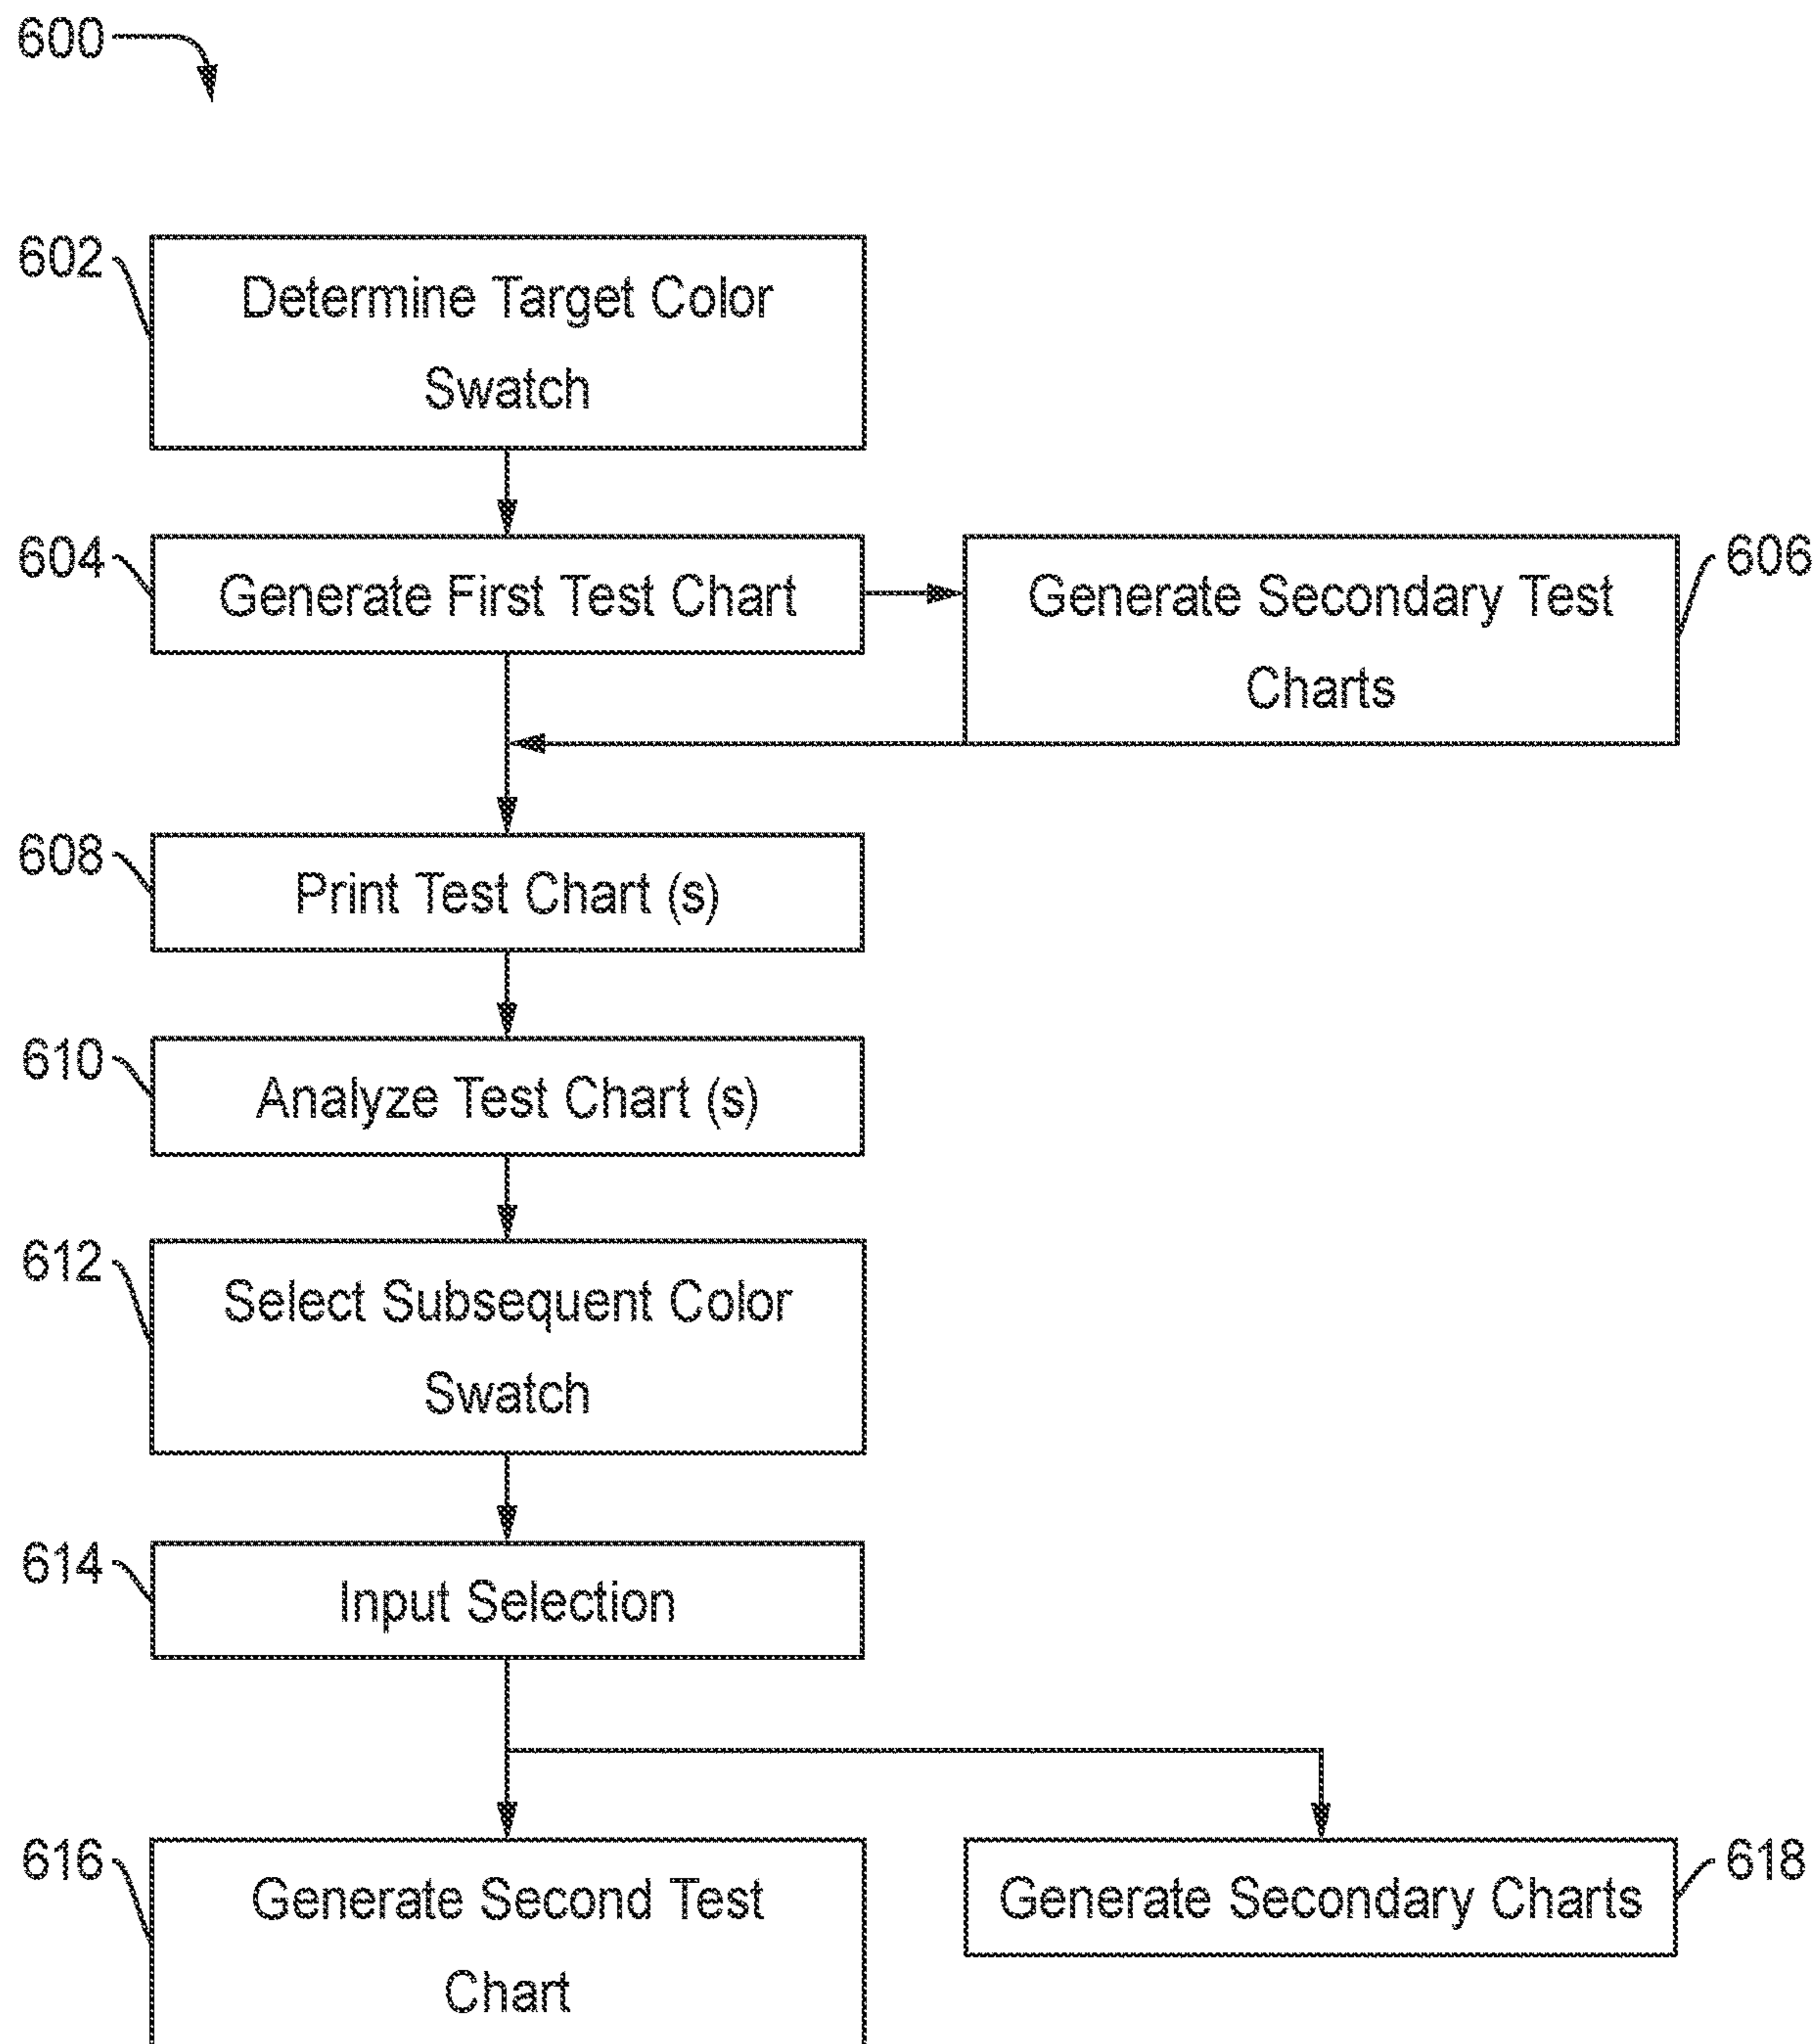 600
602
Determine Target Color
Swatch
604
Generate First Test Chart
Generate Secondary Test
Charts
606
608
Print Test Chart (s)
610
Analyze Test Chart (s)
612
Select Subsequent Color
Swatch
614
Input Selection
616
Generate Second Test
Chart
Generate Secondary Charts
618